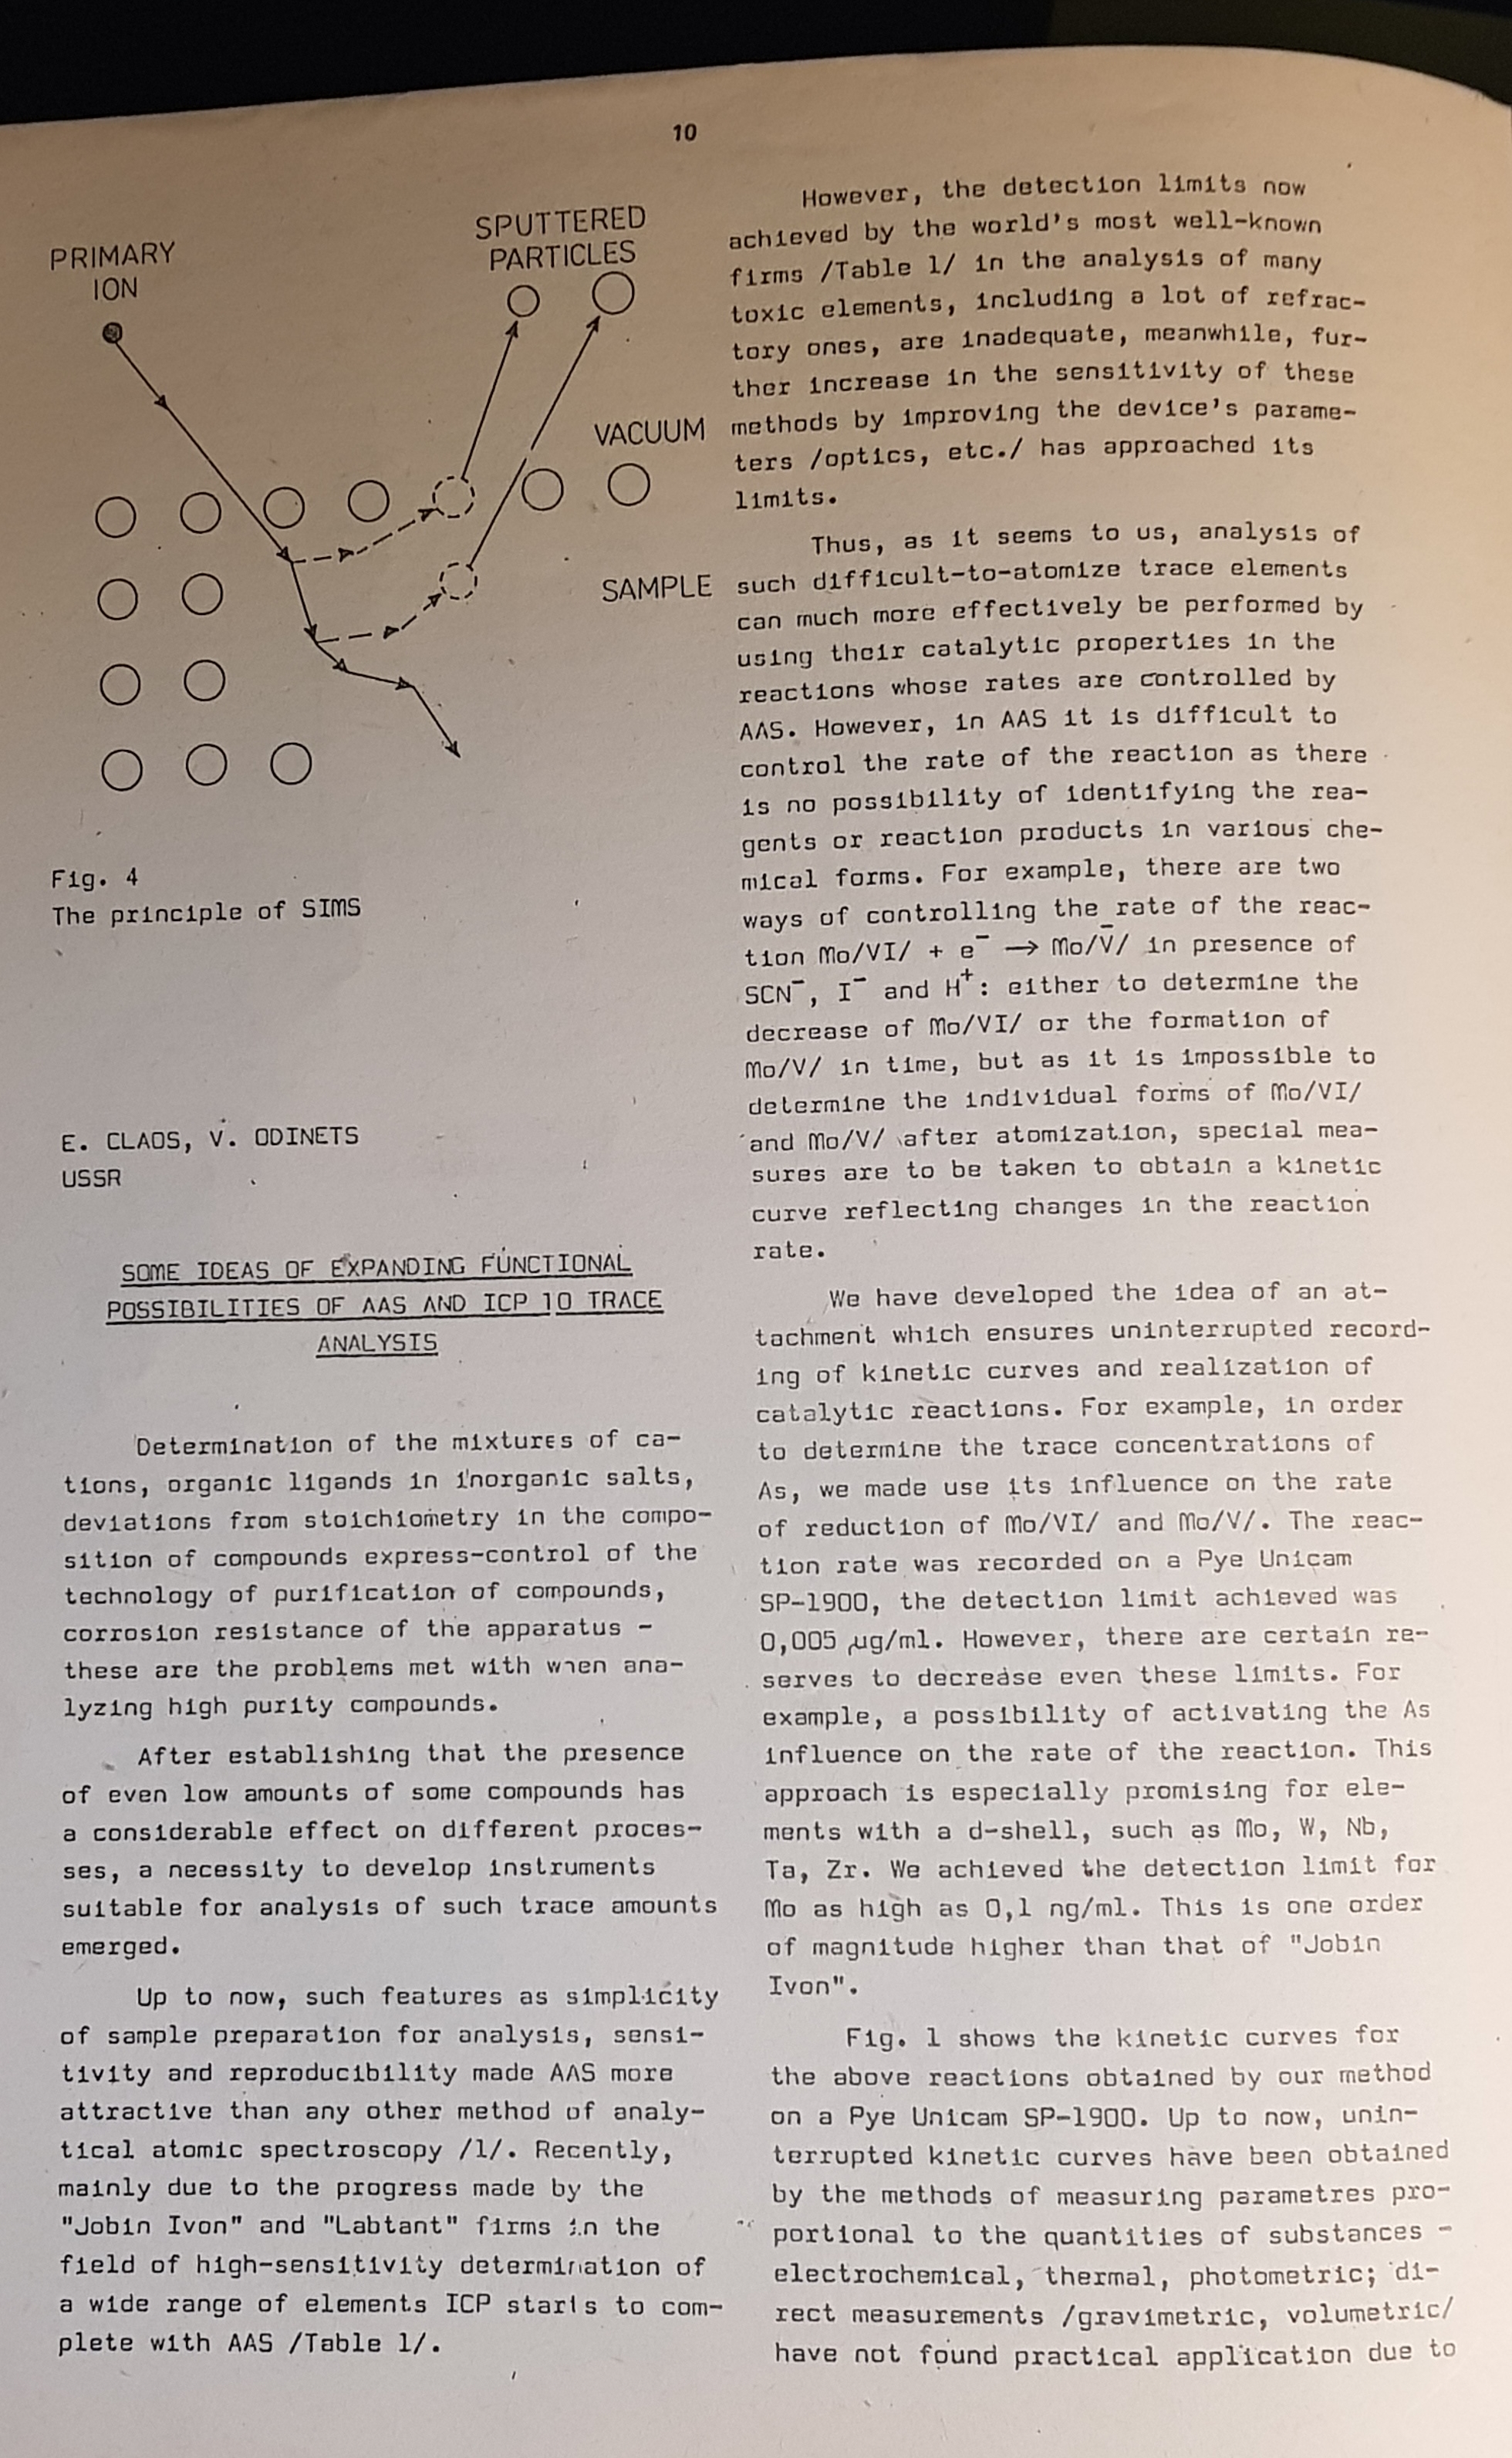 10
PRIMARY
ION
SPUTTERED
PARTICLES
VACUUM
SAMPLE
Fig. 4
The principle of SIMS
E. CLAOS, V. ODINETS
USSR
SOME IDEAS OF EXPANDING FUNCTIONAL
POSSIBILITIES OF AAS AND ICP 10 TRACE
ANALYSIS
Determination of the mixtures of ca-
tions, organic ligands in inorganic salts,
deviations from stoichiometry in the compo-
sition of compounds express-control of the
technology of purification of compounds,
corrosion resistance of the apparatus -
these are the problems met with when ana-
lyzing high purity compounds.
After establishing that the presence
of even low amounts of some compounds has
a considerable effect on different proces-
ses, a necessity to develop instruments
suitable for analysis of such trace amounts
emerged.
Up to now, such features as simplicity
of sample preparation for analysis, sensi-
tivity and reproducibility made AAS more
attractive than any other method of analy-
tical atomic spectroscopy /1/. Recently,
mainly due to the progress made by the
"Jobin Ivon" and "Labtant" firms in the
field of high-sensitivity determination of
a wide range of elements ICP starts to com-
plete with AAS /Table 1/.
However, the detection limits now
achieved by the world's most well-known
firms /Table 1/ in the analysis of many
toxic elements, including a lot of refrac-
tory ones, are inadequate, meanwhile, fur-
ther increase in the sensitivity of these
methods by improving the device's parame-
ters /optics, etc./ has approached its
limits.
Thus, as it seems to us, analysis of
such difficult-to-atomize trace elements
can much more effectively be performed by
using their catalytic properties in the
reactions whose rates are controlled by
AAS. However, in AAS it is difficult to
control the rate of the reaction as there
is no possibility of identifying the rea-
gents or reaction products in various che-
mical forms. For example, there are two
ways of controlling the rate of the reac-
tion Mo/VI/ + e⁻ → Mo/V̄/ in presence of
SCN⁻, I⁻ and H⁺: either to determine the
decrease of Mo/VI/ or the formation of
Mo/V/ in time, but as it is impossible to
determine the individual forms of Mo/VI/
and Mo/V/ after atomization, special mea-
sures are to be taken to obtain a kinetic
curve reflecting changes in the reaction
rate.
We have developed the idea of an at-
tachment which ensures uninterrupted record-
ing of kinetic curves and realization of
catalytic reactions. For example, in order
to determine the trace concentrations of
As, we made use its influence on the rate
of reduction of Mo/VI/ and Mo/V/. The reac-
tion rate was recorded on a Pye Unicam
SP-1900, the detection limit achieved was
0,005 µg/ml. However, there are certain re-
serves to decrease even these limits. For
example, a possibility of activating the As
influence on the rate of the reaction. This
approach is especially promising for ele-
ments with a d-shell, such as Mo, W, Nb,
Ta, Zr. We achieved the detection limit for
Mo as high as 0,1 ng/ml. This is one order
of magnitude higher than that of "Jobin
Ivon".
Fig. 1 shows the kinetic curves for
the above reactions obtained by our method
on a Pye Unicam SP-1900. Up to now, unin-
terrupted kinetic curves have been obtained
by the methods of measuring parametres pro-
portional to the quantities of substances -
electrochemical, thermal, photometric; di-
rect measurements /gravimetric, volumetric/
have not found practical application due to